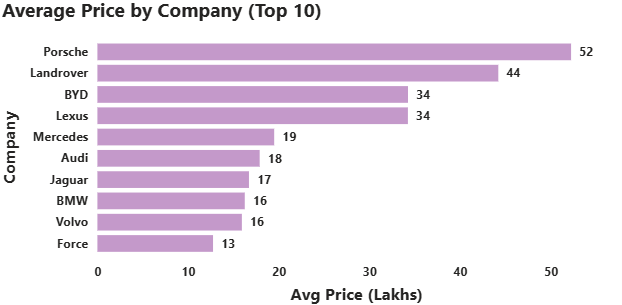 Average Price by Company (Top 10)
Company
Porsche 52
Landrover 44
BYD 34
Lexus 34
Mercedes 19
Audi 18
Jaguar 17
BMW 16
Volvo 16
Force 13
0 10 20 30 40 50
Avg Price (Lakhs)